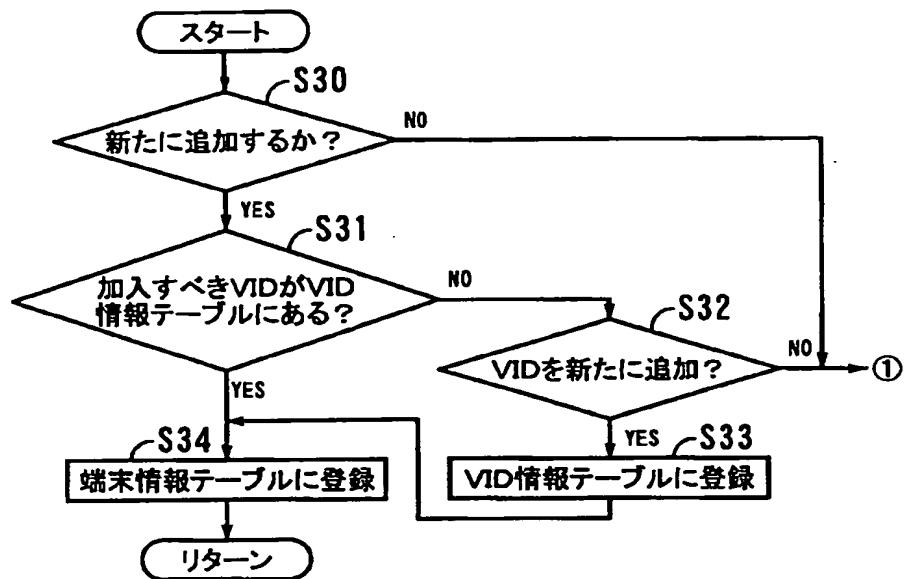 スタート
S30
新たに追加するか?
NO
YES
S31
加入すべきVIDがVID
情報テーブルにある?
NO
S32
VIDを新たに追加?
NO
①
YES
YES
S34
S33
端末情報テーブルに登録
VID情報テーブルに登録
リターン